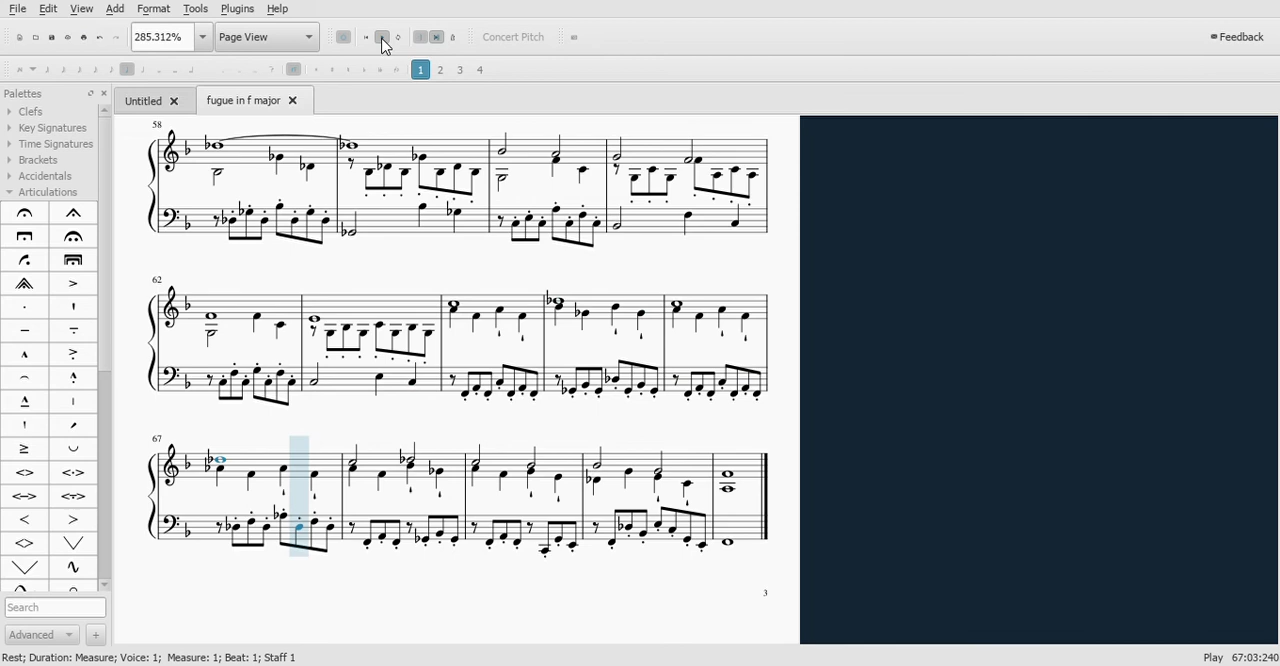 File Edit View Add Format Tools Plugins Help
285.312% Page View Concert Pitch Feedback
1 2 3 4
Palettes
Untitled fugue in f major
Clefs
Key Signatures
Time Signatures
Brackets
Accidentals
Articulations
58
62
67
3
Search
Advanced +
Rest; Duration: Measure; Voice: 1; Measure: 1; Beat: 1; Staff 1 Play 67:03:240